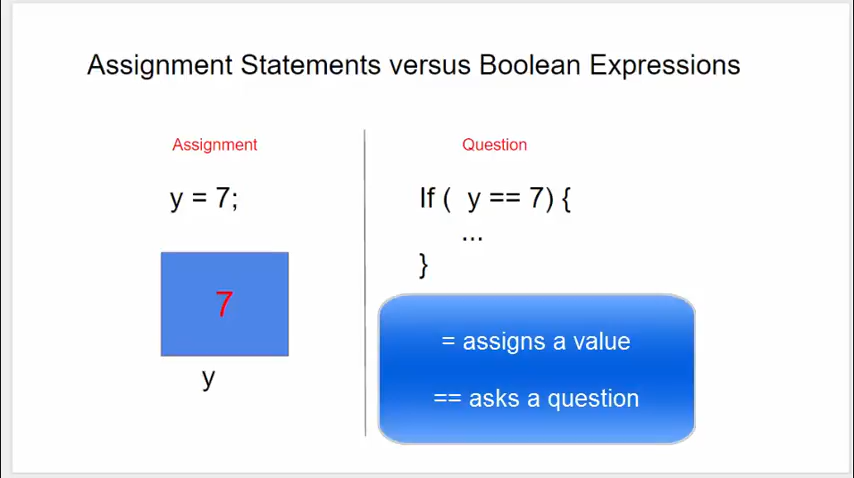 Assignment Statements versus Boolean Expressions
Assignment
y = 7;
7
y
Question
If ( y == 7) {
...
}
= assigns a value
== asks a question